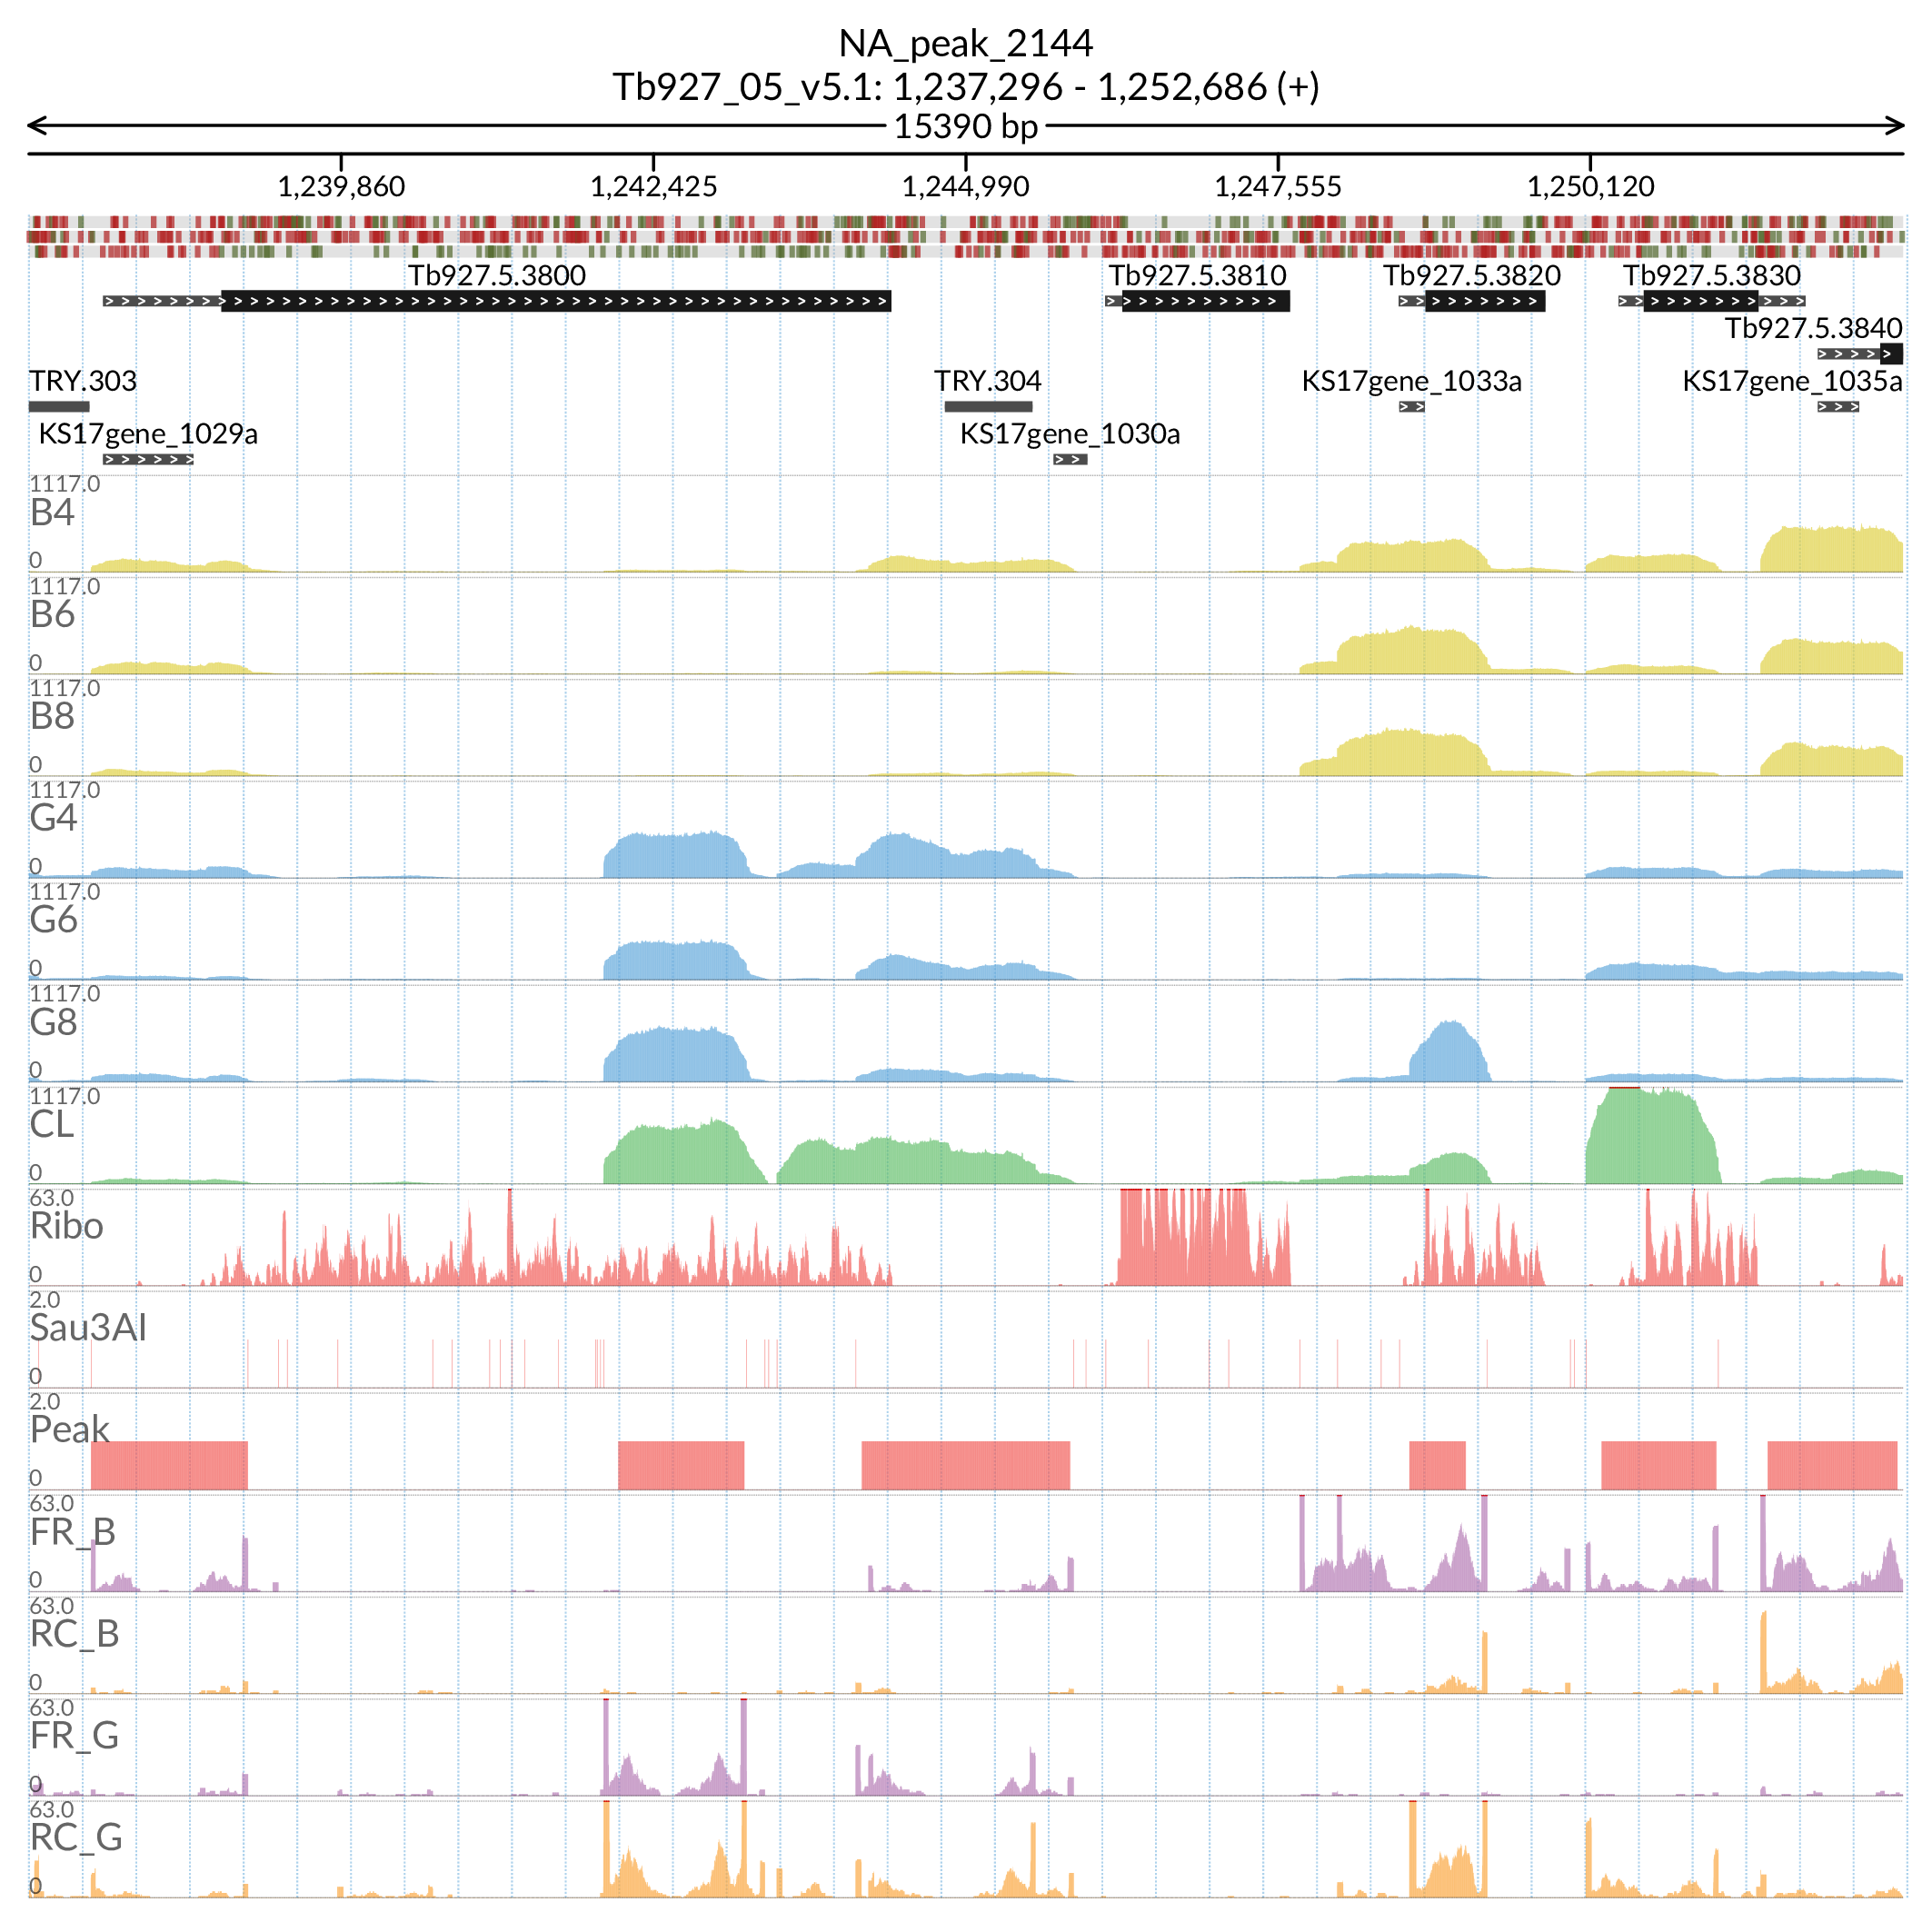 NA_peak_2144
Tb927_05_v5.1: 1,237,296 - 1,252,686 (+)
15390 bp
1,239,860 1,242,425 1,244,990 1,247,555 1,250,120
Tb927.5.3800 Tb927.5.3810 Tb927.5.3820 Tb927.5.3830
Tb927.5.3840
TRY.303 TRY.304 KS17gene_1033a KS17gene_1035a
KS17gene_1029a KS17gene_1030a
1117.0
B4
0
1117.0
B6
0
1117.0
B8
0
1117.0
G4
0
1117.0
G6
0
1117.0
G8
0
1117.0
CL
0
63.0
Ribo
0
2.0
Sau3AI
0
2.0
Peak
0
63.0
FR_B
0
63.0
RC_B
0
63.0
FR_G
0
63.0
RC_G
0